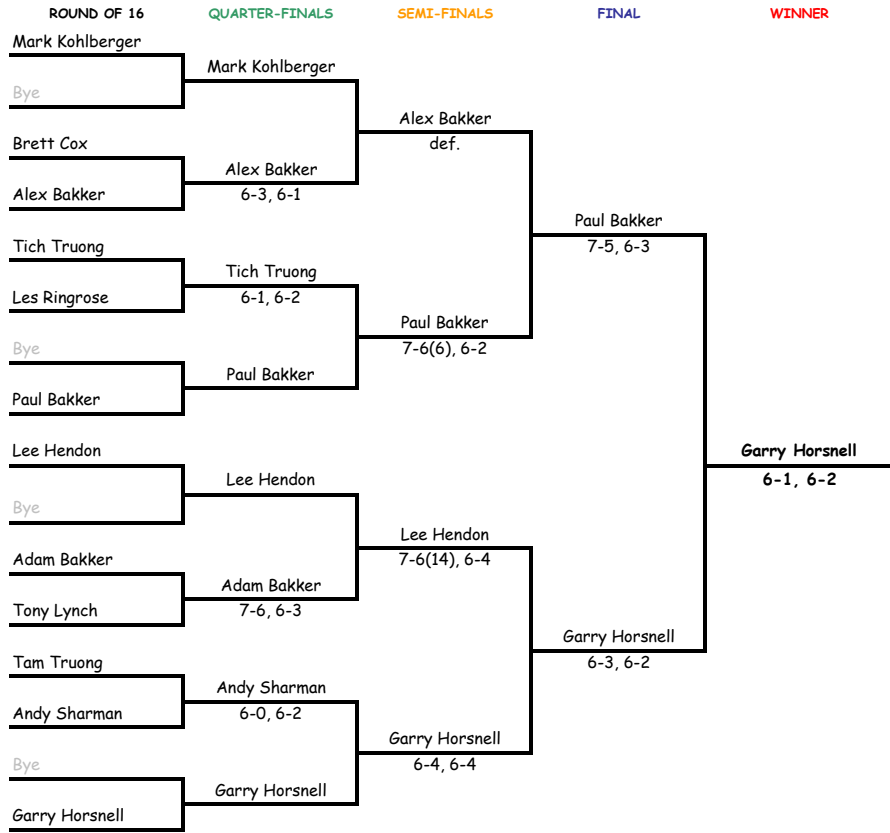 ROUND OF 16
QUARTER-FINALS
SEMI-FINALS
FINAL
WINNER
Mark Kohlberger
Bye
Brett Cox
Alex Bakker
Tich Truong
Les Ringrose
Bye
Paul Bakker
Lee Hendon
Bye
Adam Bakker
Tony Lynch
Tam Truong
Andy Sharman
Bye
Garry Horsnell
Mark Kohlberger
Alex Bakker
6-3, 6-1
Tich Truong
6-1, 6-2
Paul Bakker
Lee Hendon
Adam Bakker
7-6, 6-3
Andy Sharman
6-0, 6-2
Garry Horsnell
Alex Bakker
def.
Paul Bakker
7-6(6), 6-2
Lee Hendon
7-6(14), 6-4
Garry Horsnell
6-4, 6-4
Paul Bakker
7-5, 6-3
Garry Horsnell
6-3, 6-2
Garry Horsnell
6-1, 6-2